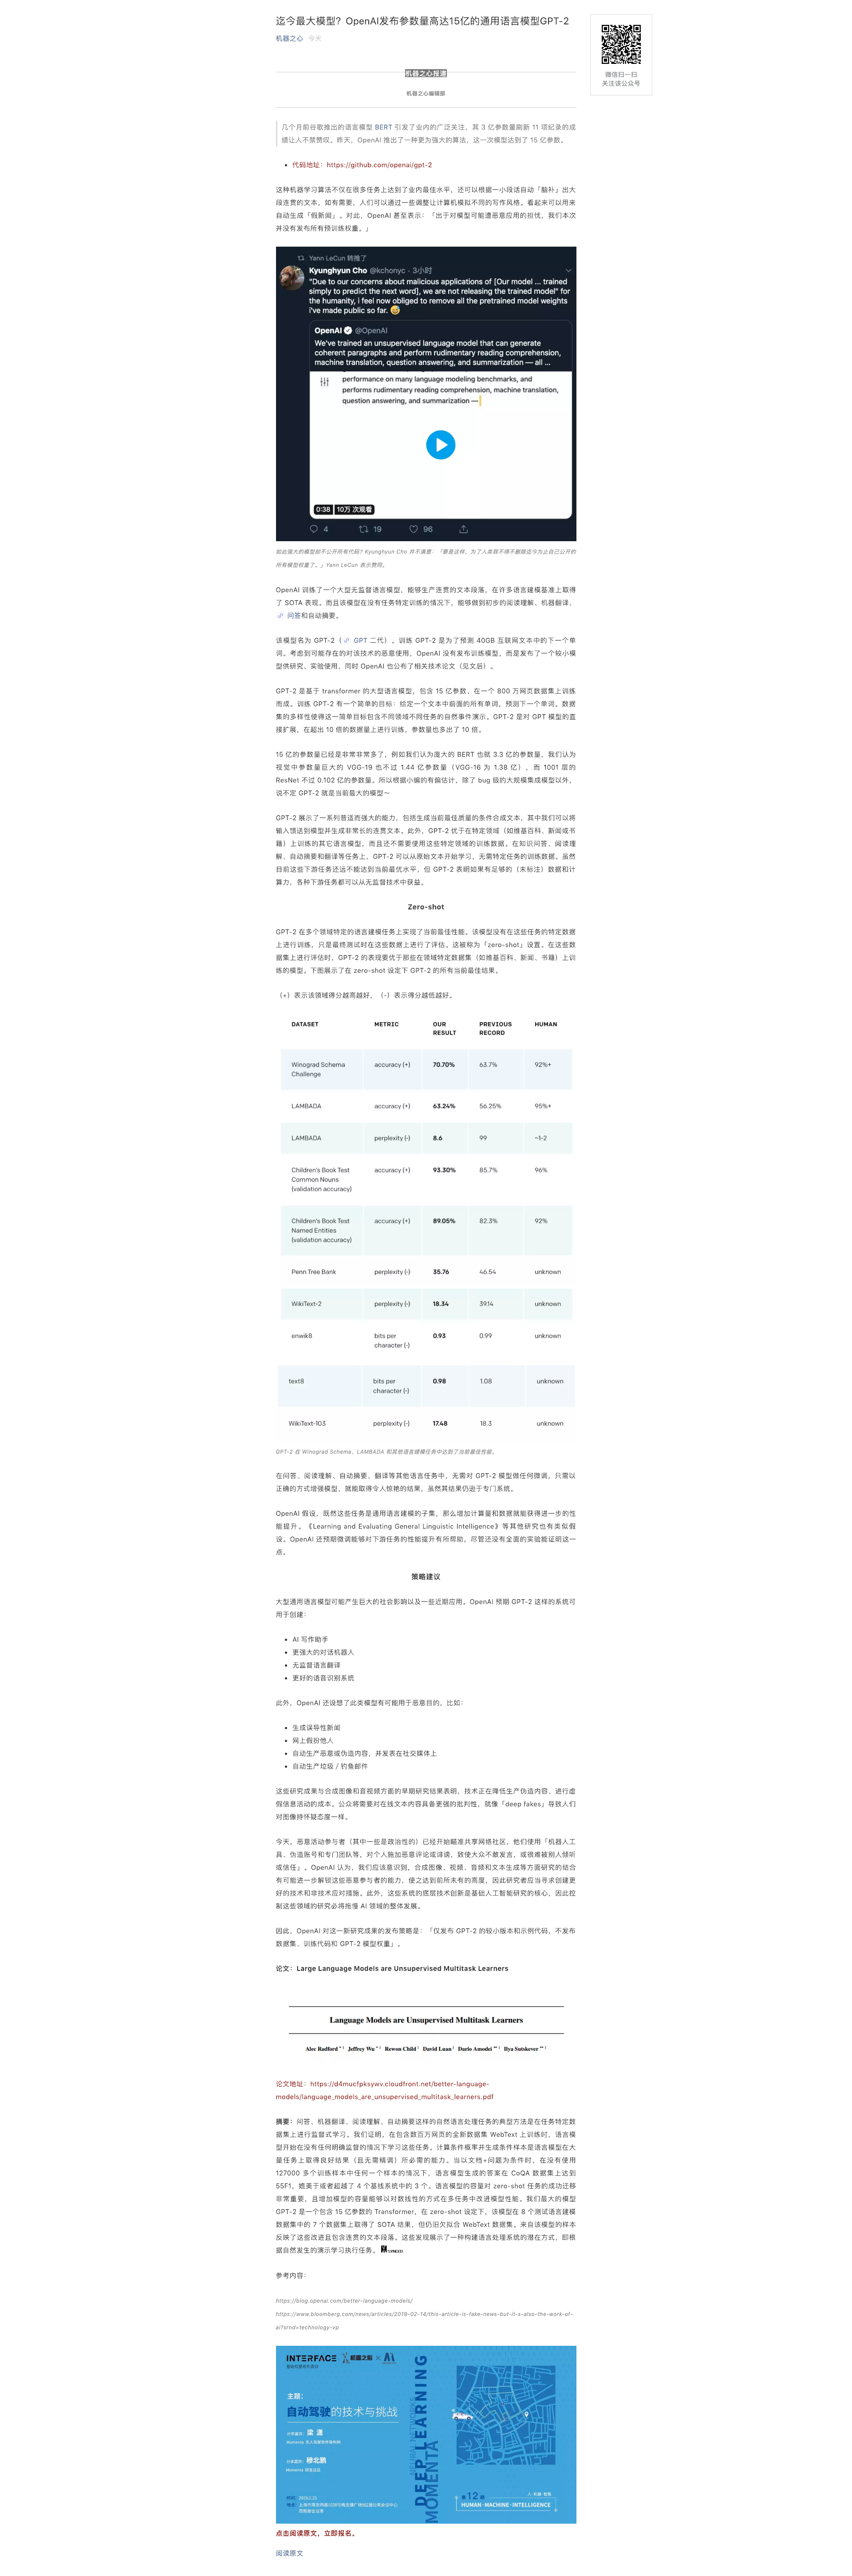 迄今最大模型？OpenAI发布参数量高达15亿的通用语言模型GPT-2
机器之心 今天
微信扫一扫
关注该公众号
机器之心报道
机器之心编辑部
几个月前谷歌推出的语言模型 BERT 引发了业内的广泛关注，其 3 亿参数量刷新 11 项纪录的成
绩让人不禁赞叹。昨天，OpenAI 推出了一种更为强大的算法，这一次模型达到了 15 亿参数。
代码地址：https://github.com/openai/gpt-2
这种机器学习算法不仅在很多任务上达到了业内最佳水平，还可以根据一小段话自动「脑补」出大
段连贯的文本，如有需要，人们可以通过一些调整让计算机模拟不同的写作风格。看起来可以用来
自动生成「假新闻」。对此，OpenAI 甚至表示：「出于对模型可能遭恶意应用的担忧，我们本次
并没有发布所有预训练权重。」
Yann LeCun 转推了
Kyunghyun Cho @kchonyc · 3小时
"Due to our concerns about malicious applications of [Our model ... trained
simply to predict the next word], we are not releasing the trained model" for
the humanity, i feel now obliged to remove all the pretrained model weights
i've made public so far. 😅
OpenAI @OpenAI
We've trained an unsupervised language model that can generate
coherent paragraphs and perform rudimentary reading comprehension,
machine translation, question answering, and summarization — all ...
performance on language modeling benchmarks, and
performs rudimentary reading comprehension, machine translation,
question answering, and summarization —
0:38 10万 次观看
4 19 96
如此强大的模型却不公开所有代码？Kyunghyun Cho 并不满意：「要是这样，为了人类我不得不删除迄今为止自己公开的
所有模型权重了。」Yann LeCun 表示赞同。
OpenAI 训练了一个大型无监督语言模型，能够生产连贯的文本段落，在许多语言建模基准上取得
了 SOTA 表现。而且该模型在没有任务特定训练的情况下，能够做到初步的阅读理解、机器翻译、
问答和自动摘要。
该模型名为 GPT-2（ GPT 二代）。训练 GPT-2 是为了预测 40GB 互联网文本中的下一个单
词。考虑到可能存在的对该技术的恶意使用，OpenAI 没有发布训练模型，而是发布了一个较小模
型供研究、实验使用，同时 OpenAI 也公布了相关技术论文（见文后）。
GPT-2 是基于 transformer 的大型语言模型，包含 15 亿参数、在一个 800 万网页数据集上训练
而成。训练 GPT-2 有一个简单的目标：给定一个文本中前面的所有单词，预测下一个单词。数据
集的多样性使得这一简单目标包含不同领域不同任务的自然事件演示。GPT-2 是对 GPT 模型的直
接扩展，在超出 10 倍的数据量上进行训练，参数量也多出了 10 倍。
15 亿的参数量已经是非常非常多了，例如我们认为庞大的 BERT 也就 3.3 亿的参数量，我们认为
视觉中参数量巨大的 VGG-19 也不过 1.44 亿参数量（VGG-16 为 1.38 亿），而 1001 层的
ResNet 不过 0.102 亿的参数量。所以根据小编的有偏估计，除了 bug 级的大规模集成模型以外，
说不定 GPT-2 就是当前最大的模型～
GPT-2 展示了一系列普适而强大的能力，包括生成当前最佳质量的条件合成文本，其中我们可以将
输入馈送到模型并生成非常长的连贯文本。此外，GPT-2 优于在特定领域（如维基百科、新闻或书
籍）上训练的其它语言模型，而且还不需要使用这些特定领域的训练数据。在知识问答、阅读理
解、自动摘要和翻译等任务上，GPT-2 可以从原始文本开始学习，无需特定任务的训练数据。虽然
目前这些下游任务还远不能达到当前最优水平，但 GPT-2 表明如果有足够的（未标注）数据和计
算力，各种下游任务都可以从无监督技术中获益。
Zero-shot
GPT-2 在多个领域特定的语言建模任务上实现了当前最佳性能。该模型没有在这些任务的特定数据
上进行训练，只是最终测试时在这些数据上进行了评估。这被称为「zero-shot」设置。在这些数
据集上进行评估时，GPT-2 的表现要优于那些在领域特定数据集（如维基百科、新闻、书籍）上训
练的模型。下图展示了在 zero-shot 设定下 GPT-2 的所有当前最佳结果。
（+）表示该领域得分越高越好，（-）表示得分越低越好。
DATASET METRIC OUR RESULT PREVIOUS RECORD HUMAN
Winograd Schema Challenge accuracy (+) 70.70% 63.7% 92%+
LAMBADA accuracy (+) 63.24% 56.25% 95%+
LAMBADA perplexity (-) 8.6 99 ~1-2
Children's Book Test Common Nouns (validation accuracy) accuracy (+) 93.30% 85.7% 96%
Children's Book Test Named Entities (validation accuracy) accuracy (+) 89.05% 82.3% 92%
Penn Tree Bank perplexity (-) 35.76 46.54 unknown
WikiText-2 perplexity (-) 18.34 39.14 unknown
enwik8 bits per character (-) 0.93 0.99 unknown
text8 bits per character (-) 0.98 1.08 unknown
WikiText-103 perplexity (-) 17.48 18.3 unknown
GPT-2 在 Winograd Schema、LAMBADA 和其他语言建模任务中达到了当前最佳性能。
在问答、阅读理解、自动摘要、翻译等其他语言任务中，无需对 GPT-2 模型做任何微调，只需以
正确的方式增强模型，就能取得令人惊艳的结果，虽然其结果仍逊于专门系统。
OpenAI 假设，既然这些任务是通用语言建模的子集，那么增加计算量和数据就能获得进一步的性
能提升。《Learning and Evaluating General Linguistic Intelligence》等其他研究也有类似假
设。OpenAI 还预期微调能够对下游任务的性能提升有所帮助，尽管还没有全面的实验能证明这一
点。
策略建议
大型通用语言模型可能产生巨大的社会影响以及一些近期应用。OpenAI 预期 GPT-2 这样的系统可
用于创建：
AI 写作助手
更强大的对话机器人
无监督语言翻译
更好的语音识别系统
此外，OpenAI 还设想了此类模型有可能用于恶意目的，比如：
生成误导性新闻
网上假扮他人
自动生产恶意或伪造内容，并发表在社交媒体上
自动生产垃圾 / 钓鱼邮件
这些研究成果与合成图像和音视频方面的早期研究结果表明，技术正在降低生产伪造内容、进行虚
假信息活动的成本。公众将需要对在线文本内容具备更强的批判性，就像「deep fakes」导致人们
对图像持怀疑态度一样。
今天，恶意活动参与者（其中一些是政治性的）已经开始瞄准共享网络社区，他们使用「机器人工
具、伪造账号和专门团队等，对个人施加恶意评论或诽谤，致使大众不敢发言，或很难被别人倾听
或信任」。OpenAI 认为，我们应该意识到，合成图像、视频、音频和文本生成等方面研究的结合
有可能进一步解锁这些恶意参与者的能力，使之达到前所未有的高度，因此研究者应当寻求创建更
好的技术和非技术应对措施。此外，这些系统的底层技术创新是基础人工智能研究的核心，因此控
制这些领域的研究必将拖慢 AI 领域的整体发展。
因此，OpenAI 对这一新研究成果的发布策略是：「仅发布 GPT-2 的较小版本和示例代码，不发布
数据集、训练代码和 GPT-2 模型权重」。
论文：Large Language Models are Unsupervised Multitask Learners
Language Models are Unsupervised Multitask Learners
Alec Radford * 1 Jeffrey Wu * 1 Rewon Child 1 David Luan 1 Dario Amodei ** 1 Ilya Sutskever ** 1
论文地址：https://d4mucfpksywv.cloudfront.net/better-language-
models/language_models_are_unsupervised_multitask_learners.pdf
摘要：问答、机器翻译、阅读理解、自动摘要这样的自然语言处理任务的典型方法是在任务特定数
据集上进行监督式学习。我们证明，在包含数百万网页的全新数据集 WebText 上训练时，语言模
型开始在没有任何明确监督的情况下学习这些任务。计算条件概率并生成条件样本是语言模型在大
量任务上取得良好结果（且无需精调）所必需的能力。当以文档+问题为条件时，在没有使用
127000 多个训练样本中任何一个样本的情况下，语言模型生成的答案在 CoQA 数据集上达到
55F1，媲美于或者超越了 4 个基线系统中的 3 个。语言模型的容量对 zero-shot 任务的成功迁移
非常重要，且增加模型的容量能够以对数线性的方式在多任务中改进模型性能。我们最大的模型
GPT-2 是一个包含 15 亿参数的 Transformer，在 zero-shot 设定下，该模型在 8 个测试语言建模
数据集中的 7 个数据集上取得了 SOTA 结果，但仍旧欠拟合 WebText 数据集。来自该模型的样本
反映了这些改进且包含连贯的文本段落。这些发现展示了一种构建语言处理系统的潜在方式，即根
据自然发生的演示学习执行任务。
参考内容：
https://blog.openai.com/better-language-models/
https://www.bloomberg.com/news/articles/2019-02-14/this-article-is-fake-news-but-it-s-also-the-work-of-
ai?srnd=technology-vp
INTERFACE 机器之心 × AI
主题：
自动驾驶的技术与挑战
分享嘉宾：梁 潇
分享嘉宾：穆北鹏
DEEP LEARNING
MOMENTA
第 12 期
HUMAN·MACHINE·INTELLIGENCE
点击阅读原文，立即报名。
阅读原文